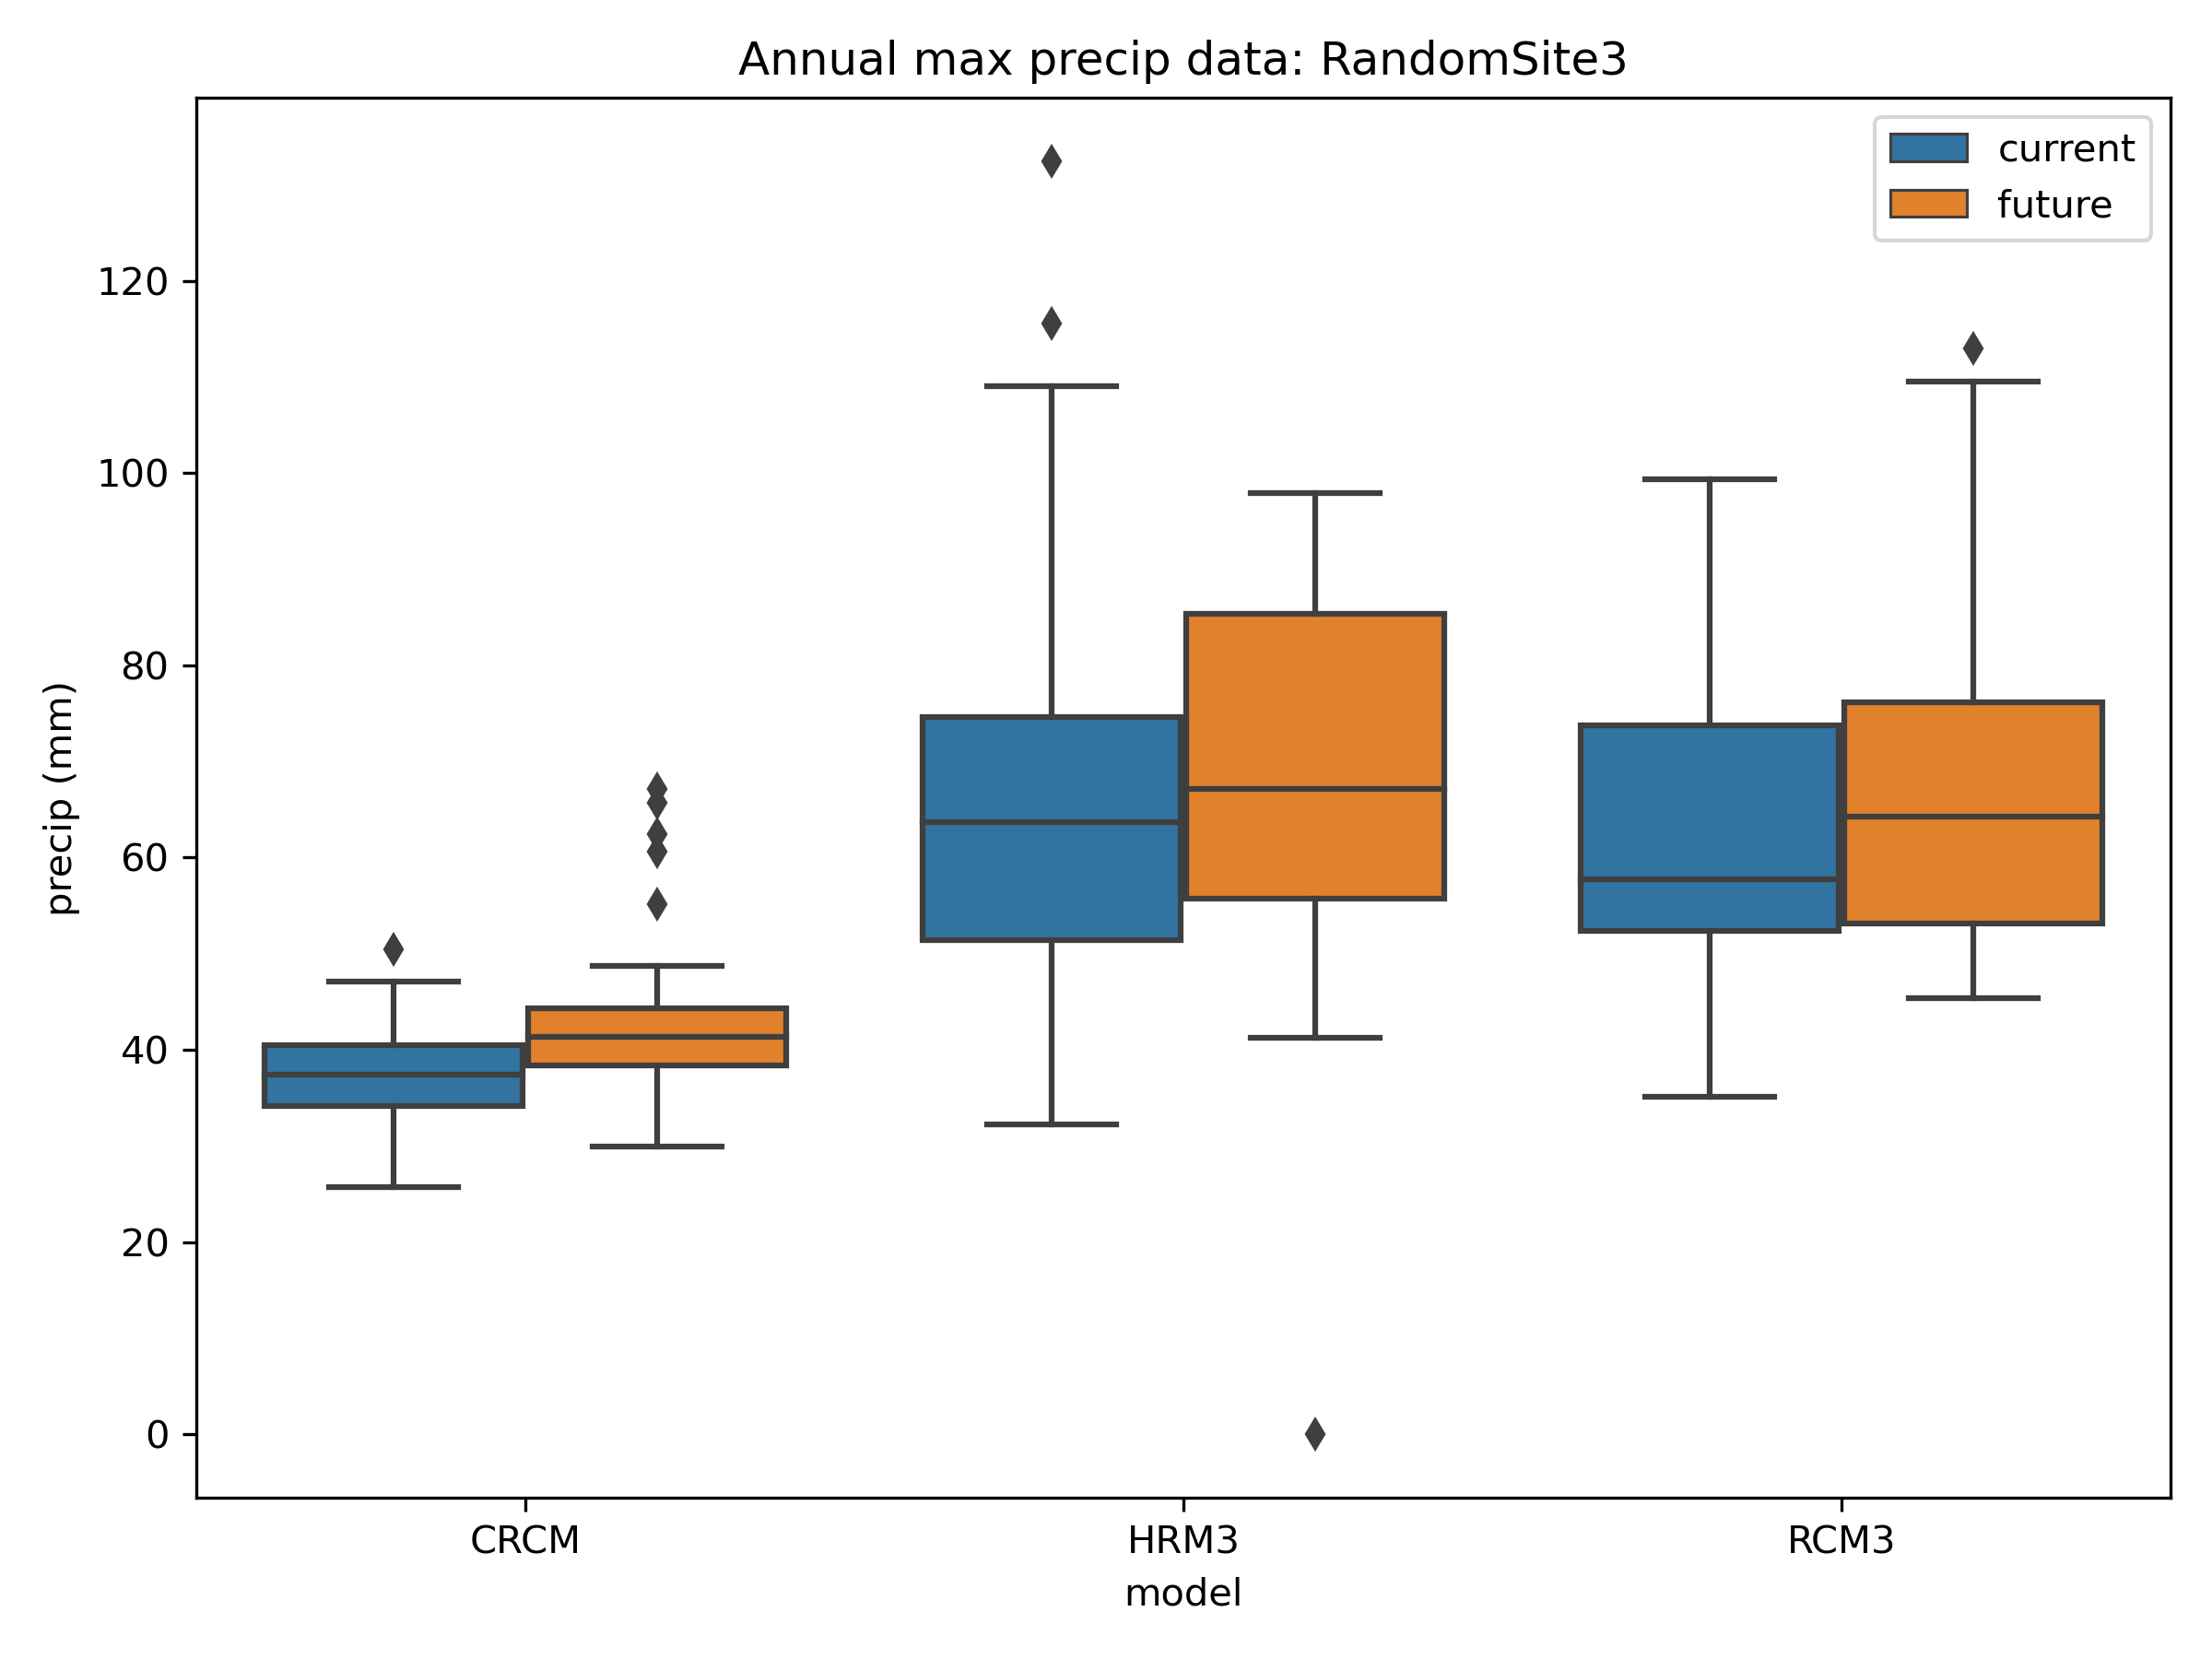 Annual max precip data: RandomSite3
current
future
120
100
80
60
40
20
0
precip (mm)
CRCM
HRM3
RCM3
model